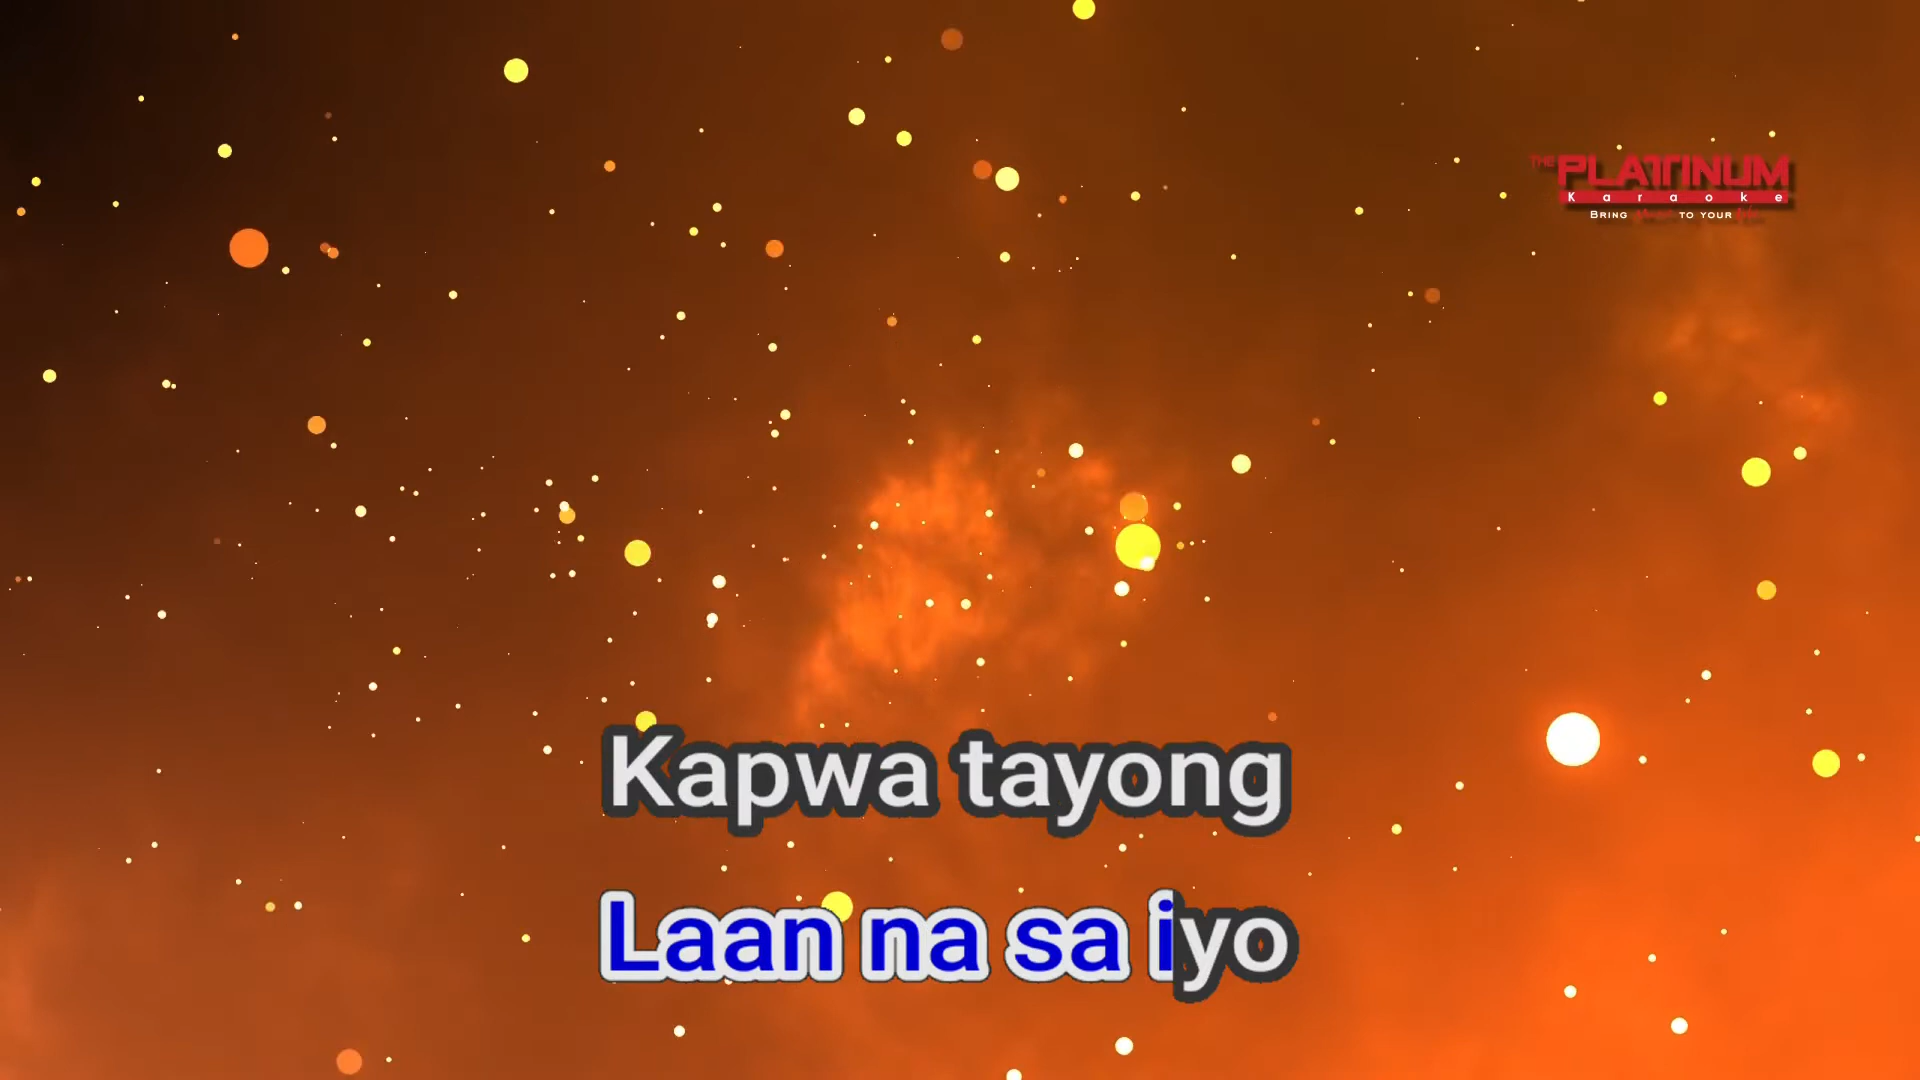 THE PLATINUM
Karaoke
BRING TO YOUR
Kapwa tayong
Laan na sa iyo